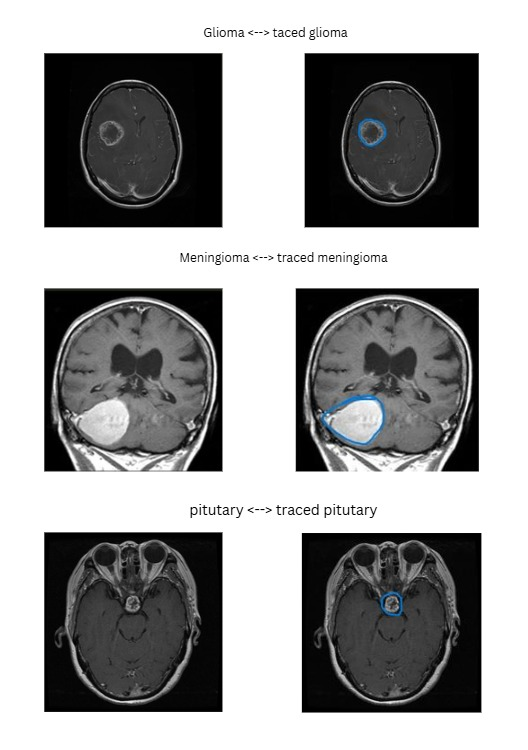 Glioma <--> taced glioma
Meningioma <--> traced meningioma
pitutary <--> traced pitutary